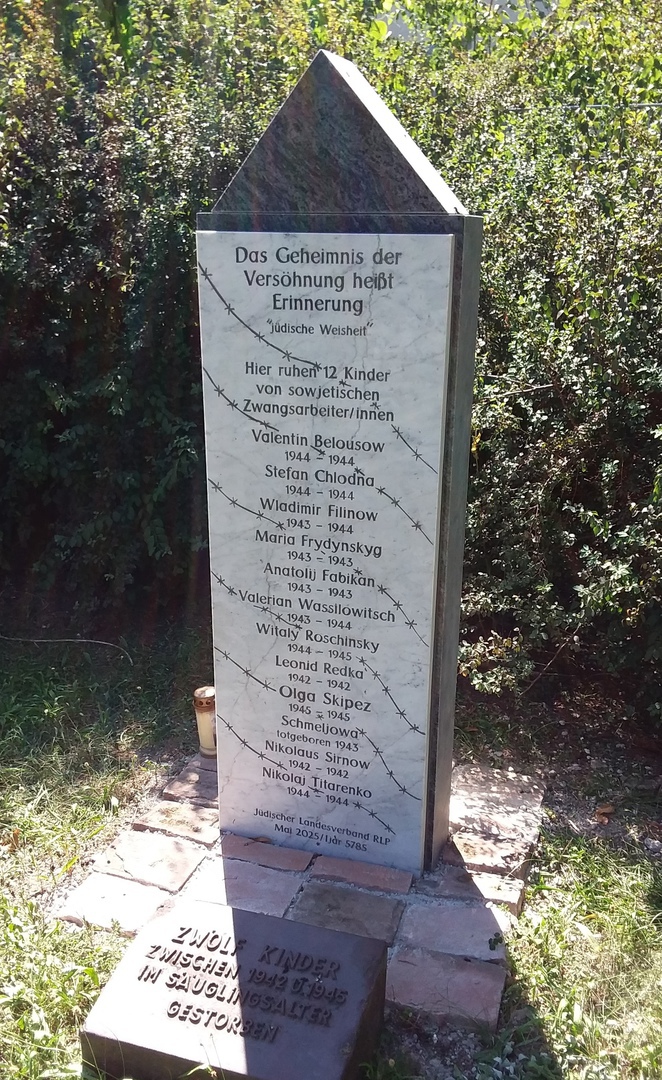 Das Geheimnis der
Versöhnung heißt
Erinnerung
"jüdische Weisheit"
Hier ruhen 12 Kinder
von sowjetischen
Zwangsarbeiter/innen
Valentin Belousow
1944 - 1944
Stefan Chlodna
1944 - 1944
Wladimir Filinow
1943 - 1944
Maria Frydynskyg
1943 - 1943
Anatolij Fabikan
1943 - 1943
Valerian Wassilowitsch
1943 - 1944
Witaly Roschinsky
1944 - 1945
Leonid Redka
1942 - 1942
Olga Skipez
1945 - 1945
Schmeljowa
totgeboren 1943
Nikolaus Sirnow
1942 - 1942
Nikolaj Titarenko
1944 - 1944
Jüdischer Landesverband RLP
Mai 2025/Ijar 5785
ZWÖLF KINDER
ZWISCHEN 1942 U. 1945
IM SÄUGLINGSALTER
GESTORBEN